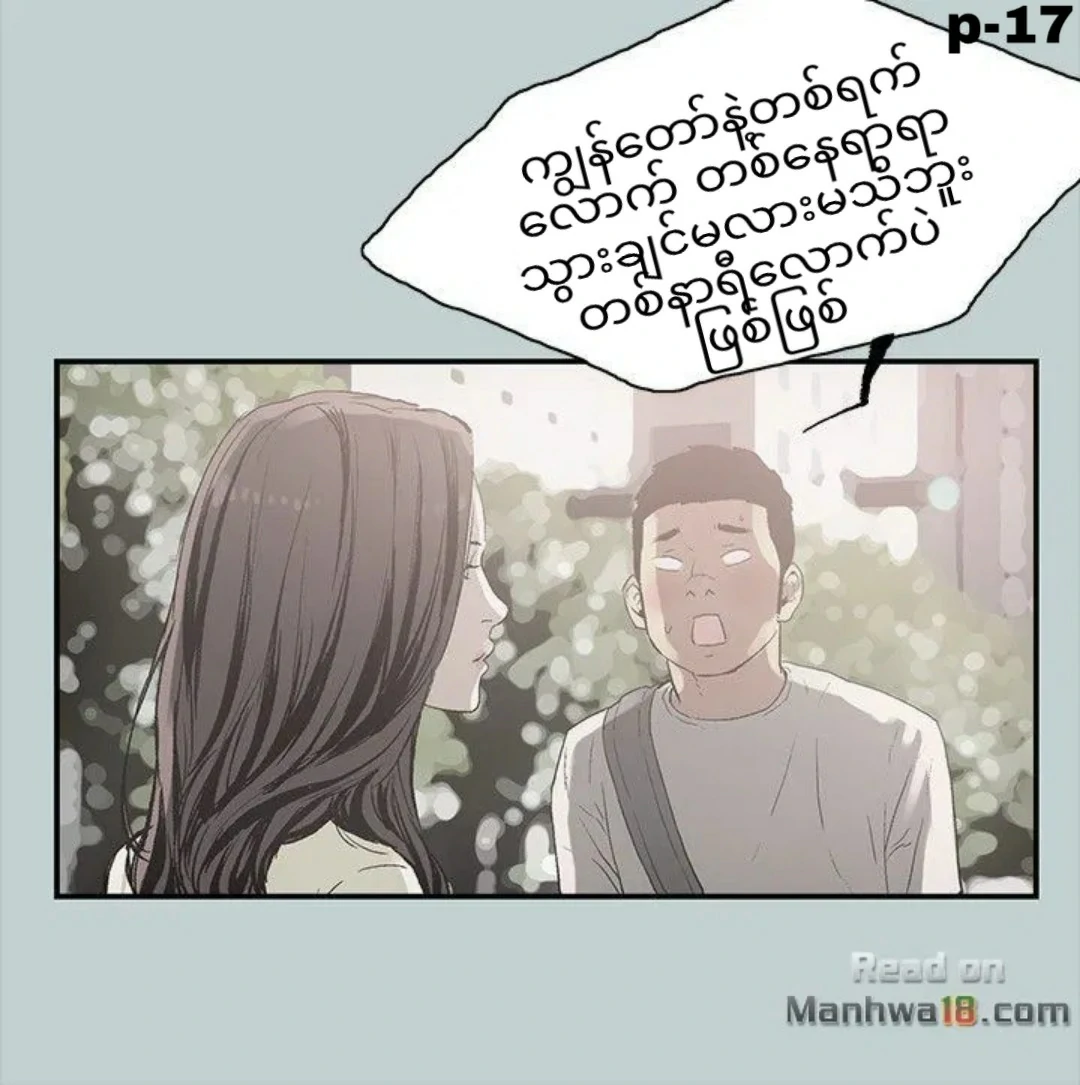 p-17
ကျွန်တော်နဲ့တစ်ရက်
လောက် တစ်နေရာရာ
သွားချင်မလားမသိဘူး
တစ်နာရီလောက်ပဲ
ဖြစ်ဖြစ်
Read on
Manhwa18.com